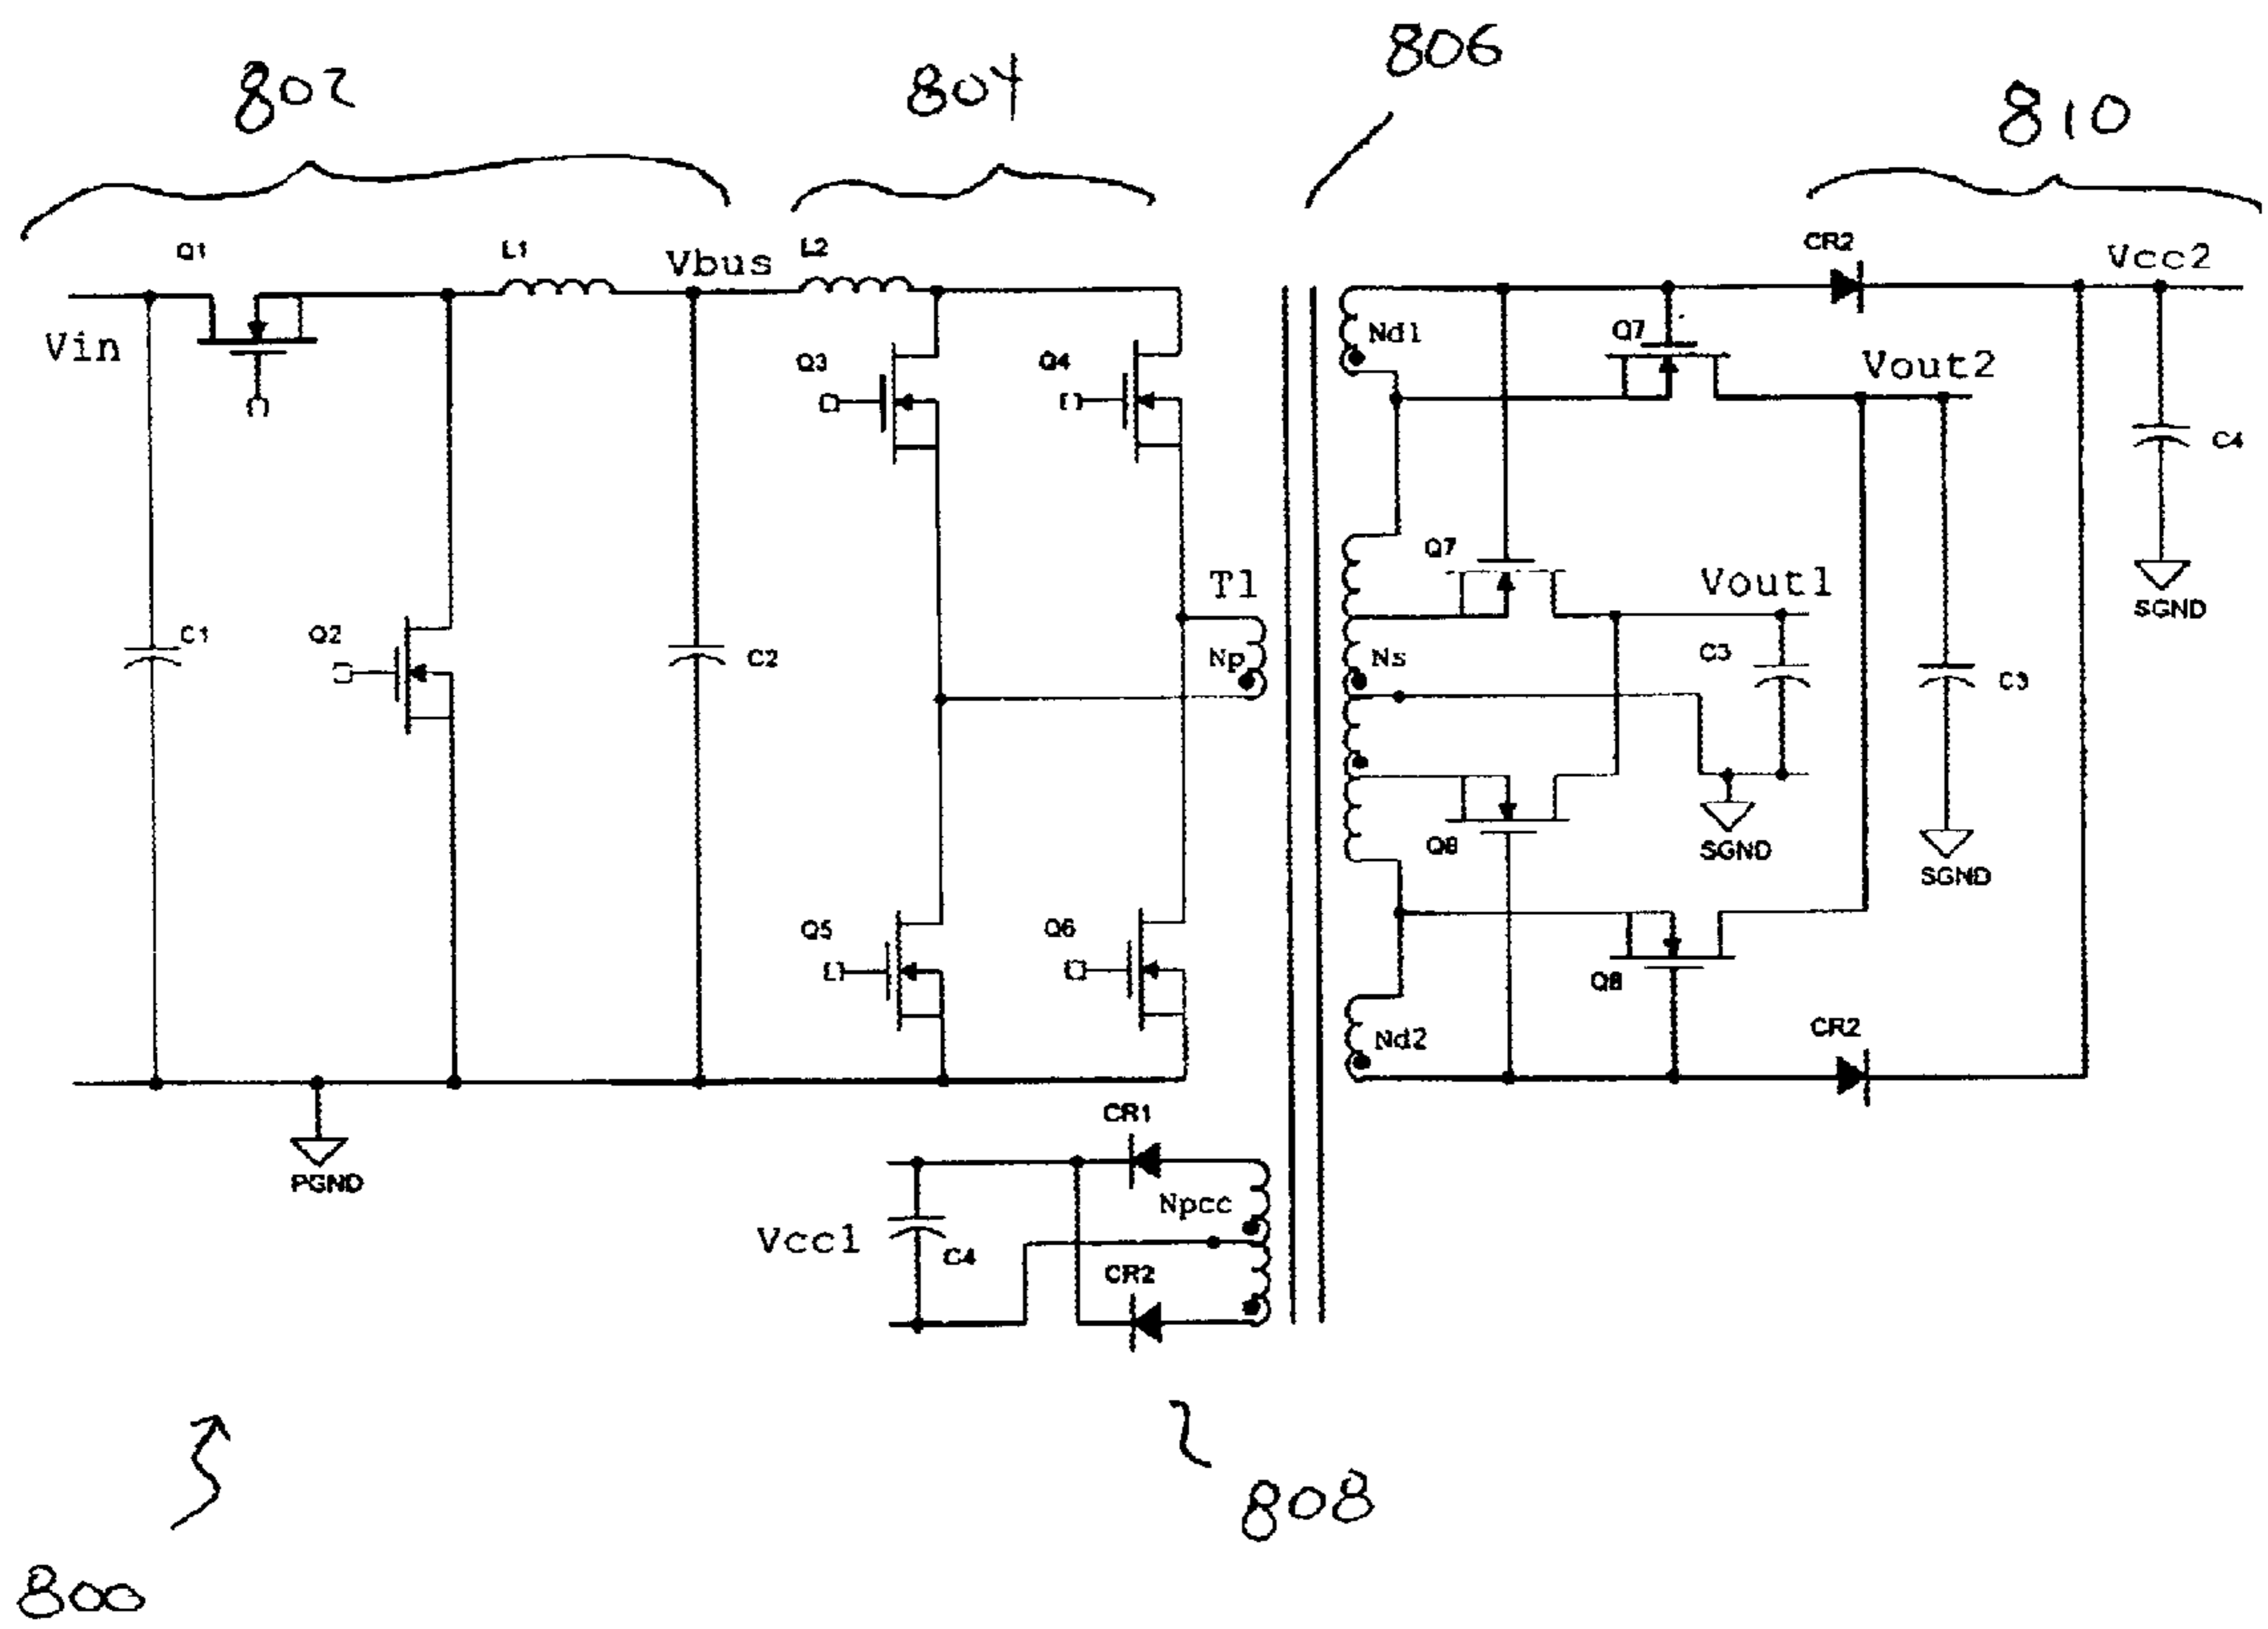 802
804
806
810
Q1
L1
Vbus
L2
CR2
Vcc2
Vin
Q3
Q4
Nd1
Q7
Vout2
C4
Q7
T1
Vout1
SGND
C1
Q2
C2
Np
Ns
C3
C3
Q8
SGND
SGND
Q5
Q6
Q8
Nd2
CR2
CR1
PGND
Npcc
Vcc1
C4
CR2
808
800